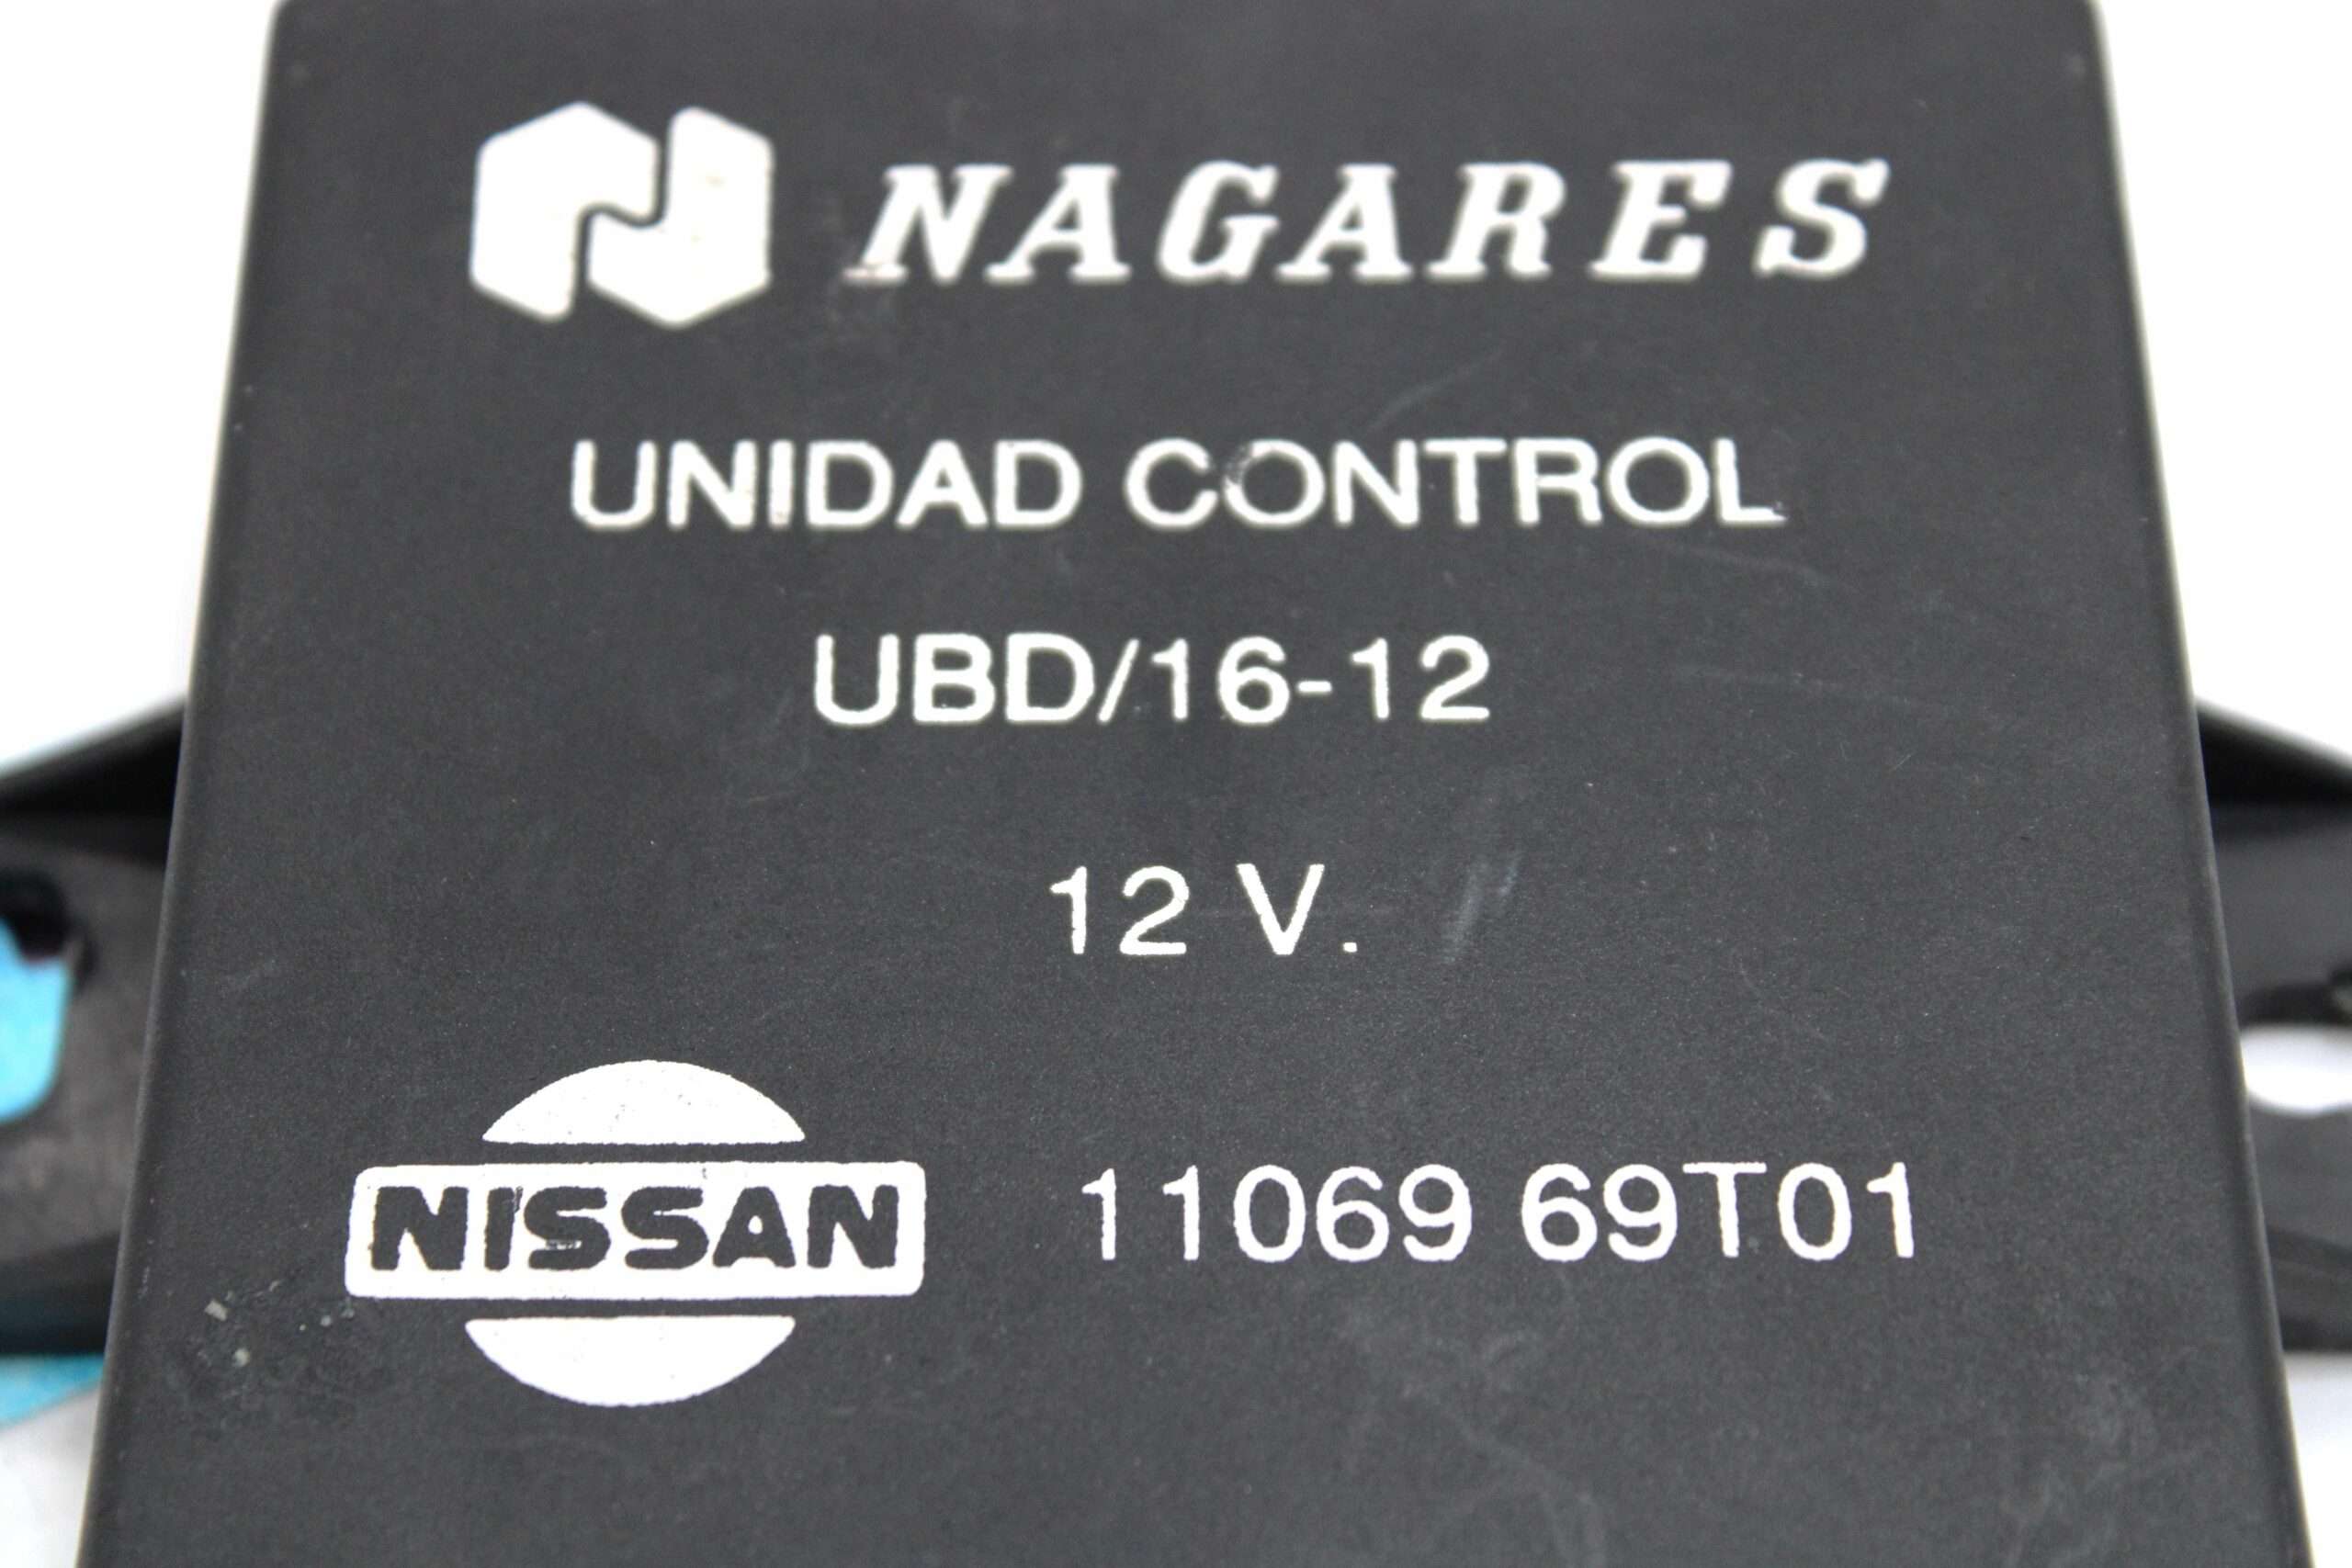 NAGARES
UNIDAD CONTROL
UBD/16-12
12 V.
NISSAN 11069 69T01